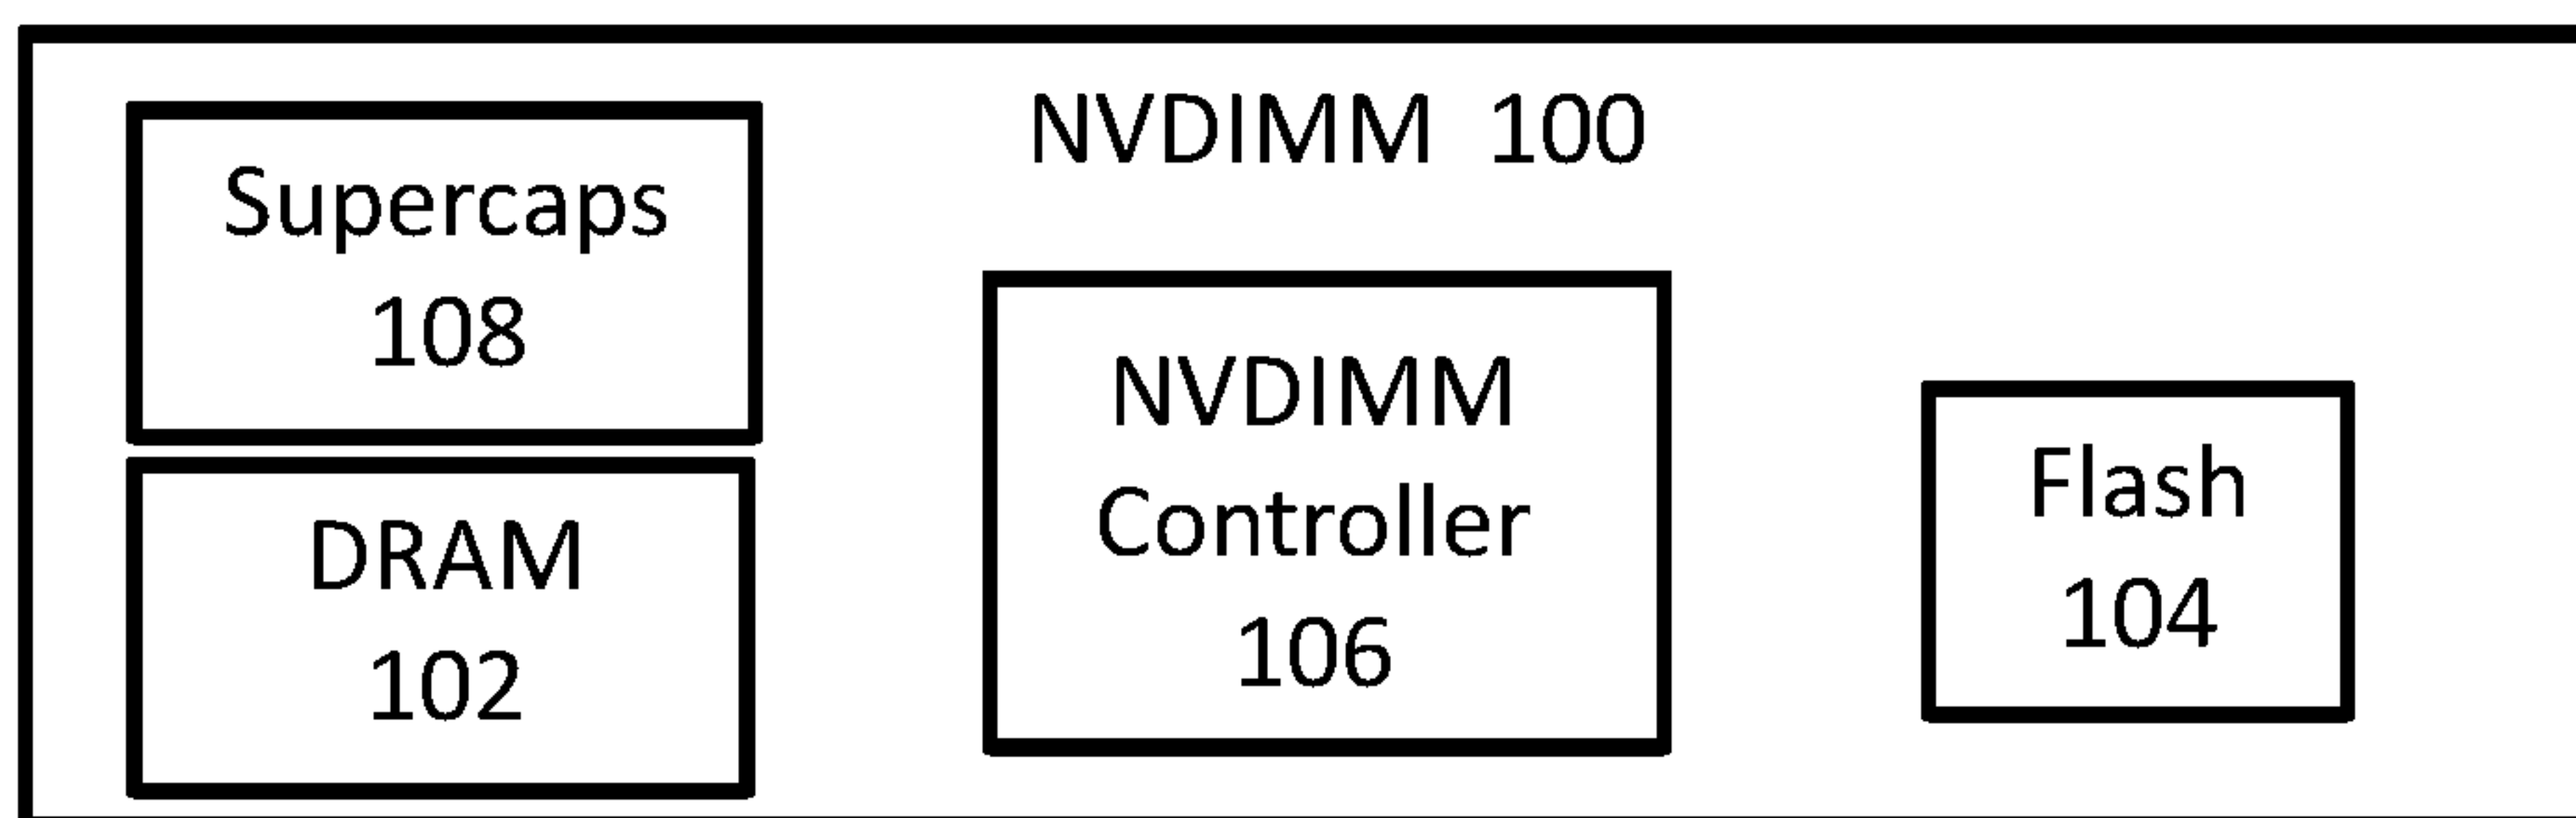 NVDIMM 100
Supercaps
108
DRAM
102
NVDIMM
Controller
106
Flash
104